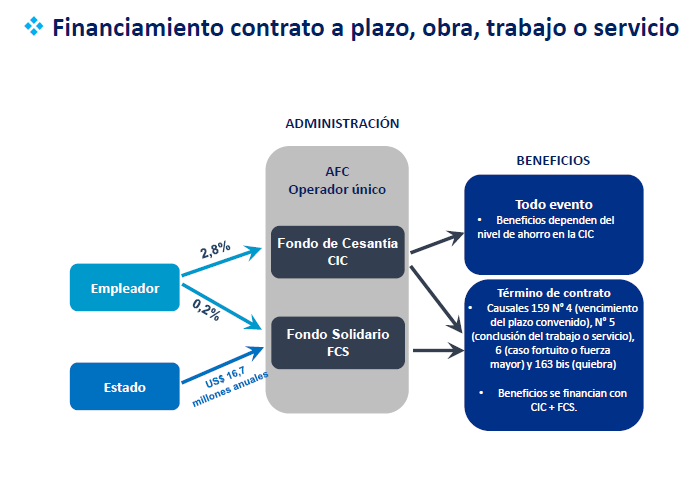 Financiamiento contrato a plazo, obra, trabajo o servicio
ADMINISTRACIÓN
AFC
Operador único
Fondo de Cesantía
CIC
Fondo Solidario
FCS
Empleador
Estado
2,8%
0,2%
US$ 16,7
millones anuales
BENEFICIOS
Todo evento
• Beneficios dependen del
nivel de ahorro en la CIC
Término de contrato
• Causales 159 N° 4 (vencimiento
del plazo convenido), N° 5
(conclusión del trabajo o servicio),
6 (caso fortuito o fuerza
mayor) y 163 bis (quiebra)
• Beneficios se financian con
CIC + FCS.